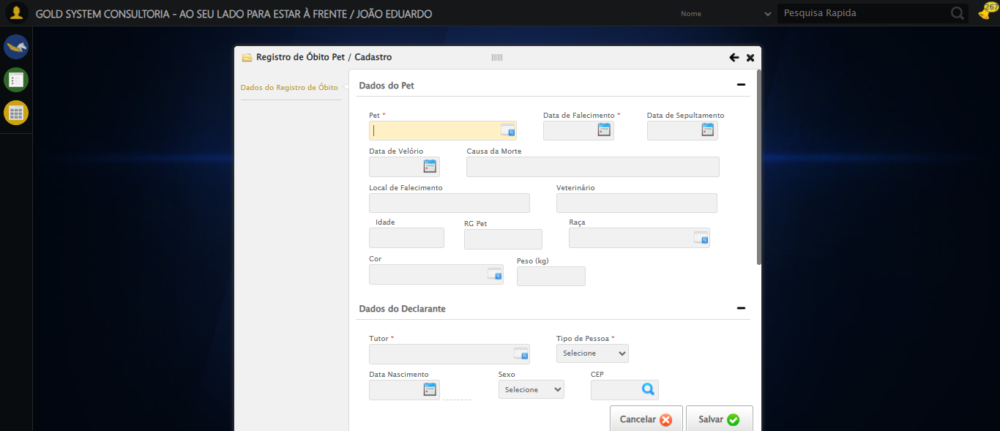 GOLD SYSTEM CONSULTORIA - AO SEU LADO PARA ESTAR À FRENTE / JOÃO EDUARDO
Nome
Pesquisa Rapida
267
Registro de Óbito Pet / Cadastro
Dados do Registro de Óbito
Dados do Pet
Pet * Data de Falecimento * Data de Sepultamento
Data de Velório Causa da Morte
Local de Falecimento Veterinário
Idade RG Pet Raça
Cor Peso (kg)
Dados do Declarante
Tutor * Tipo de Pessoa *
Selecione
Data Nascimento Sexo CEP
Selecione
Cancelar Salvar